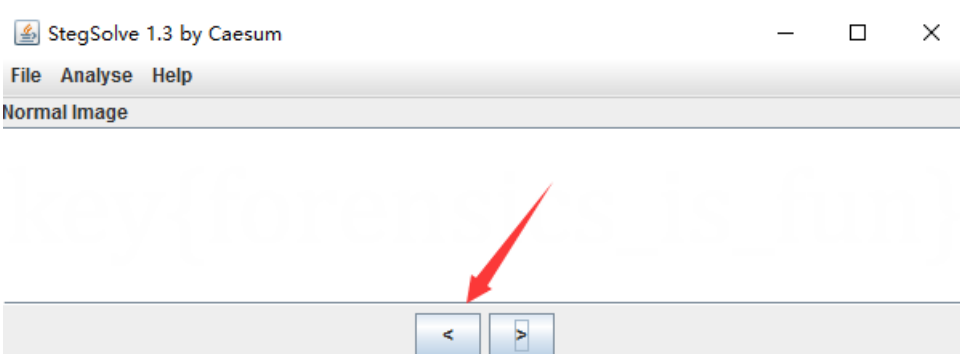 StegSolve 1.3 by Caesum
File Analyse Help
Normal Image
key{forensics_is_fun}
< >